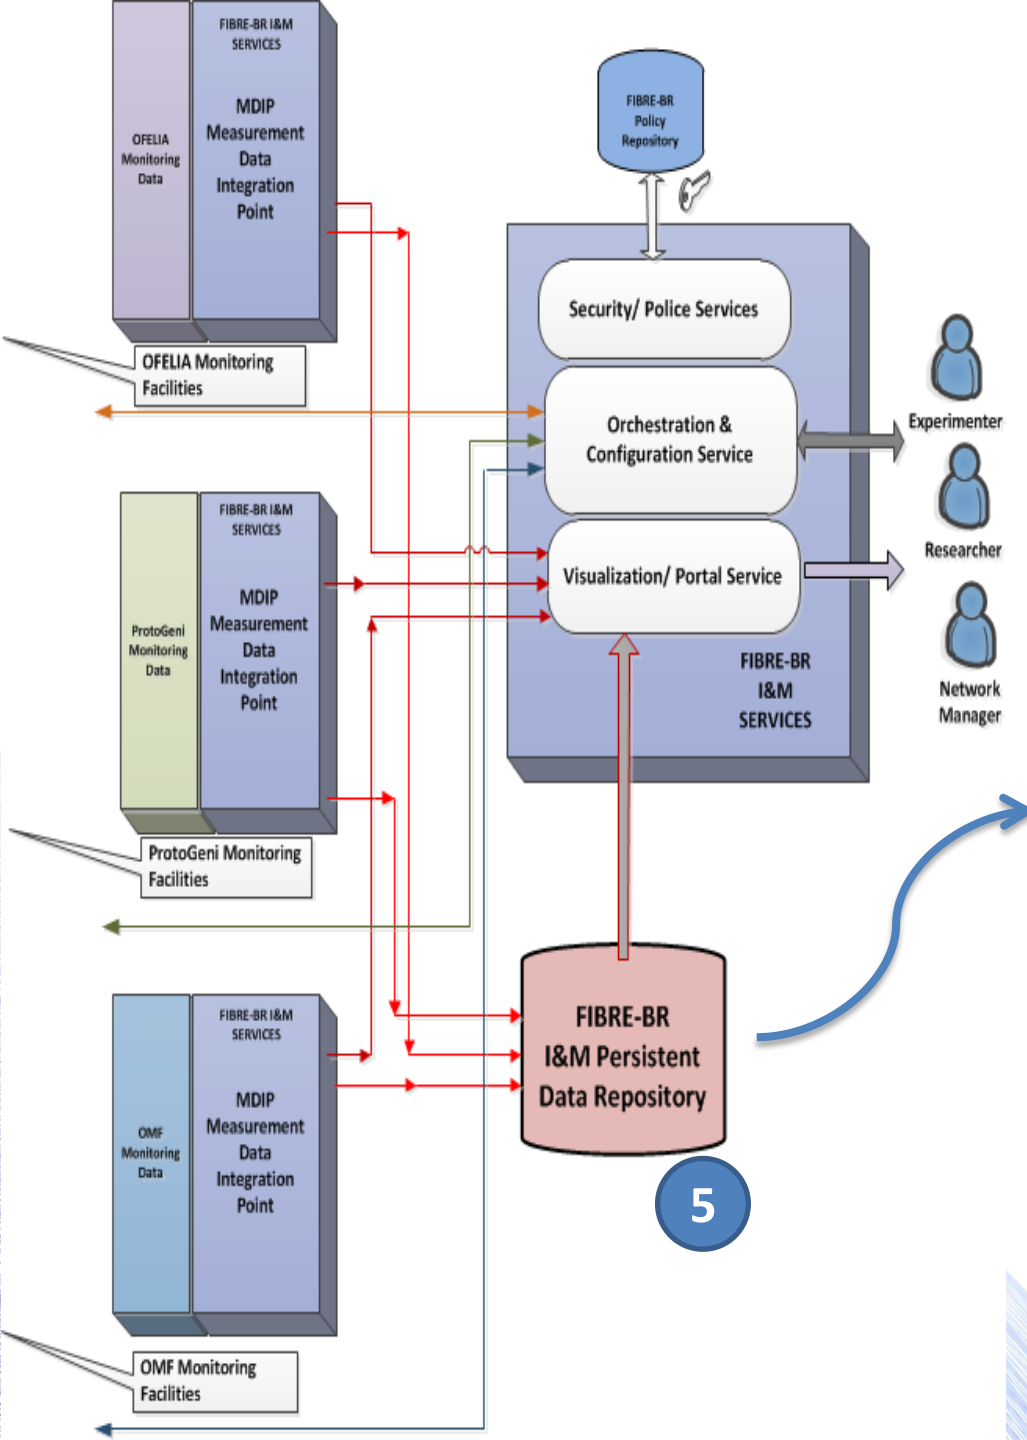 FIBRE-BR I&M
SERVICES
MDIP
Measurement
Data
Integration
Point
OFELIA
Monitoring
Data
OFELIA Monitoring
Facilities
FIBRE-BR
Policy
Repository
Security/ Police Services
Orchestration &
Configuration Service
Visualization/ Portal Service
FIBRE-BR
I&M
SERVICES
Experimenter
Researcher
Network
Manager
FIBRE-BR I&M
SERVICES
MDIP
Measurement
Data
Integration
Point
ProtoGeni
Monitoring
Data
ProtoGeni Monitoring
Facilities
FIBRE-BR
I&M Persistent
Data Repository
5
FIBRE-BR I&M
SERVICES
MDIP
Measurement
Data
Integration
Point
OMF
Monitoring
Data
OMF Monitoring
Facilities